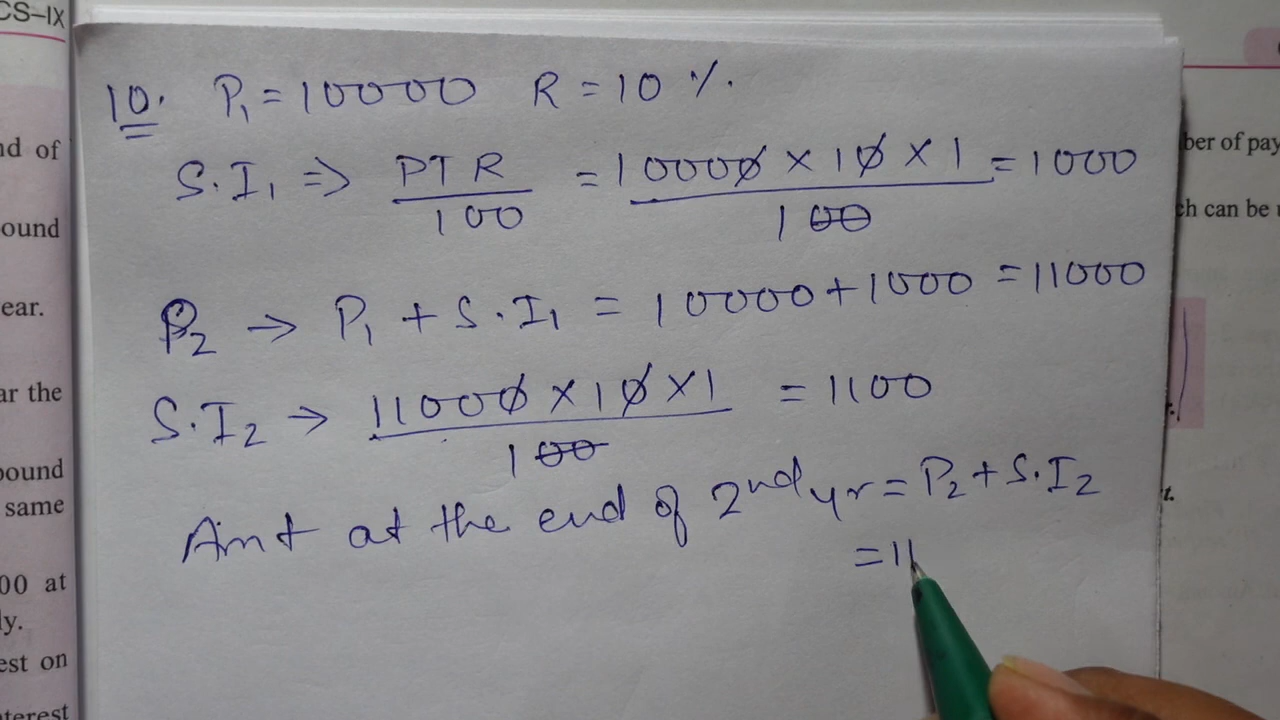 CS–IX
nd of
ound
ear.
ar the
ound
same
00 at
ly.
est on
terest
10. P₁ = 10000 R = 10 %.
S.I₁ => PTR/100 = 10000 × 10 × 1/100 = 1000
P₂ → P₁ + S.I₁ = 10000 + 1000 = 11000
S.I₂ → 11000 × 10 × 1/100 = 1100
Amt at the end of 2nd yr = P₂ + S.I₂
= 11
ber of pay
ch can be